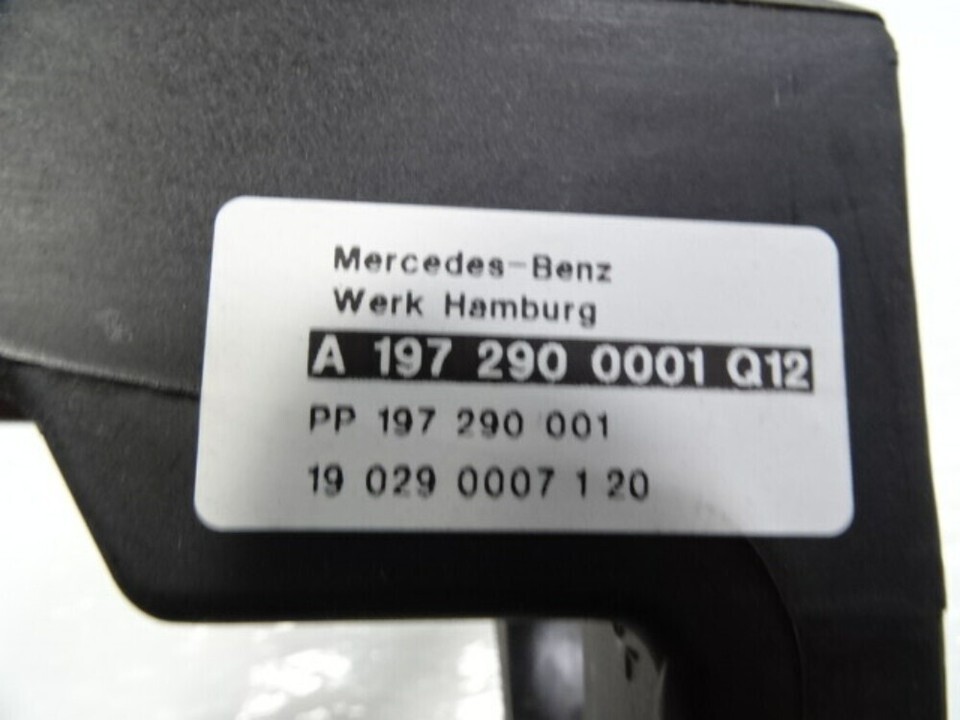 Mercedes-Benz
Werk Hamburg
A 197 290 0001 Q12
PP 197 290 001
19 029 0007 1 20